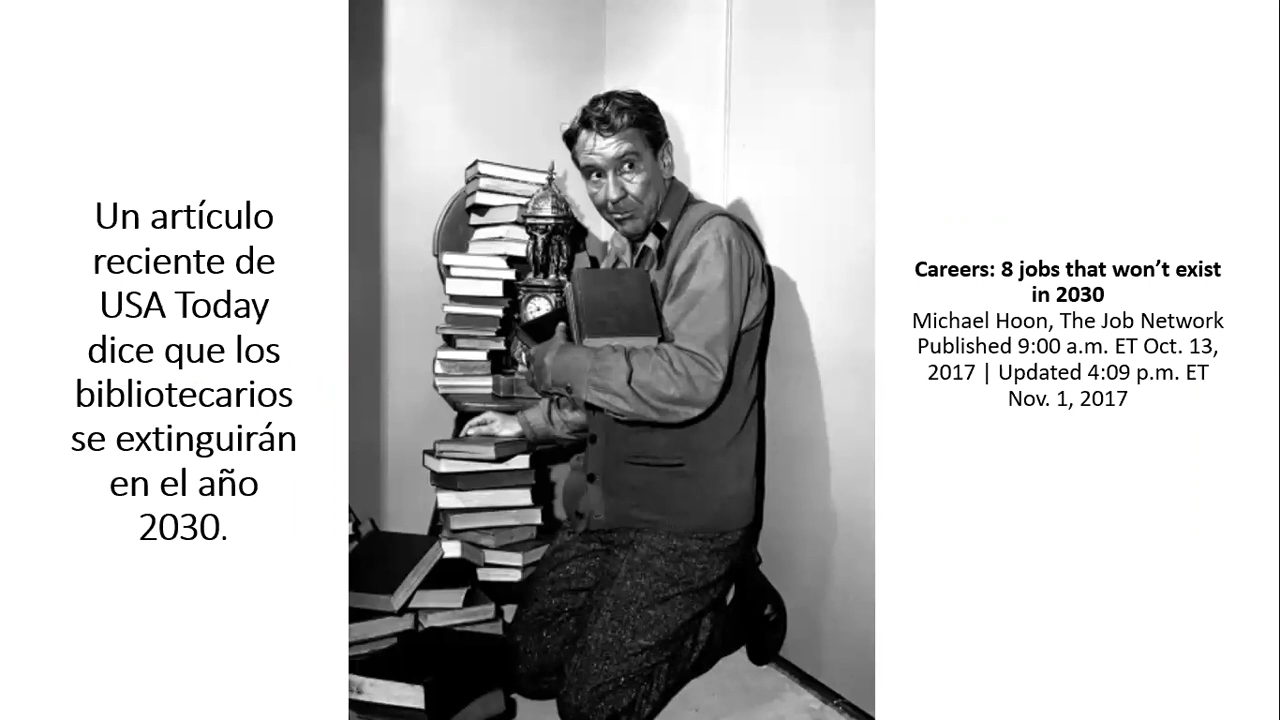 Un artículo
reciente de
USA Today
dice que los
bibliotecarios
se extinguirán
en el año
2030.
Careers: 8 jobs that won’t exist
in 2030
Michael Hoon, The Job Network
Published 9:00 a.m. ET Oct. 13,
2017 | Updated 4:09 p.m. ET
Nov. 1, 2017